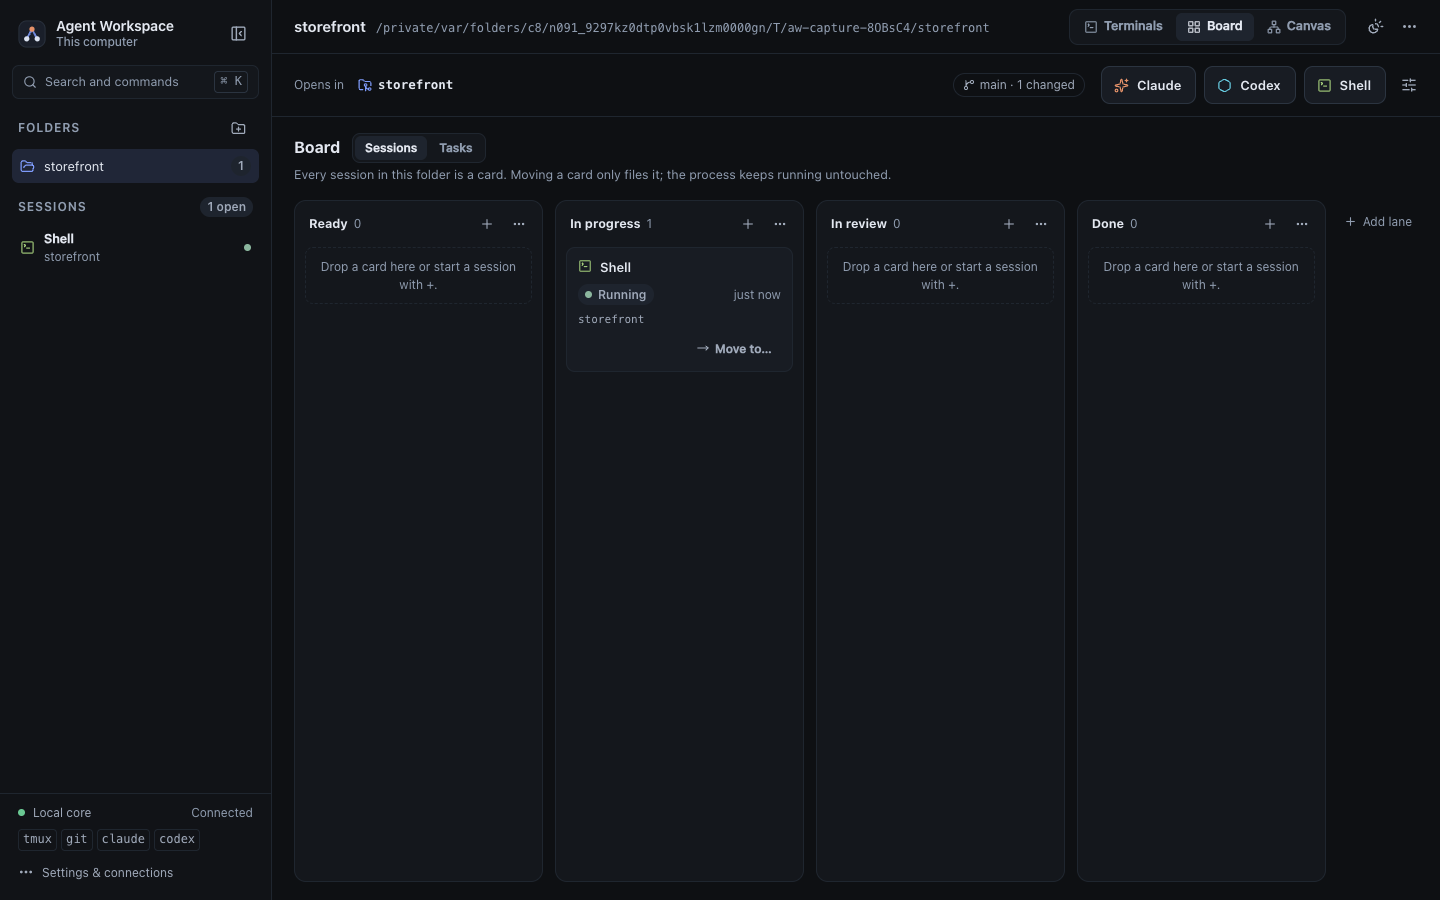 Agent Workspace
This computer
Search and commands ⌘ K
FOLDERS
storefront 1
SESSIONS 1 open
Shell
storefront
Local core Connected
tmux git claude codex
Settings & connections
storefront /private/var/folders/c8/n091_9297kz0dtp0vbsk1lzm0000gn/T/aw-capture-8OBsC4/storefront
Terminals Board Canvas
Opens in storefront
main · 1 changed
Claude Codex Shell
Board Sessions Tasks
Every session in this folder is a card. Moving a card only files it; the process keeps running untouched.
Ready 0
Drop a card here or start a session
with +.
In progress 1
Shell
Running just now
storefront
→ Move to...
In review 0
Drop a card here or start a session
with +.
Done 0
Drop a card here or start a session
with +.
+ Add lane